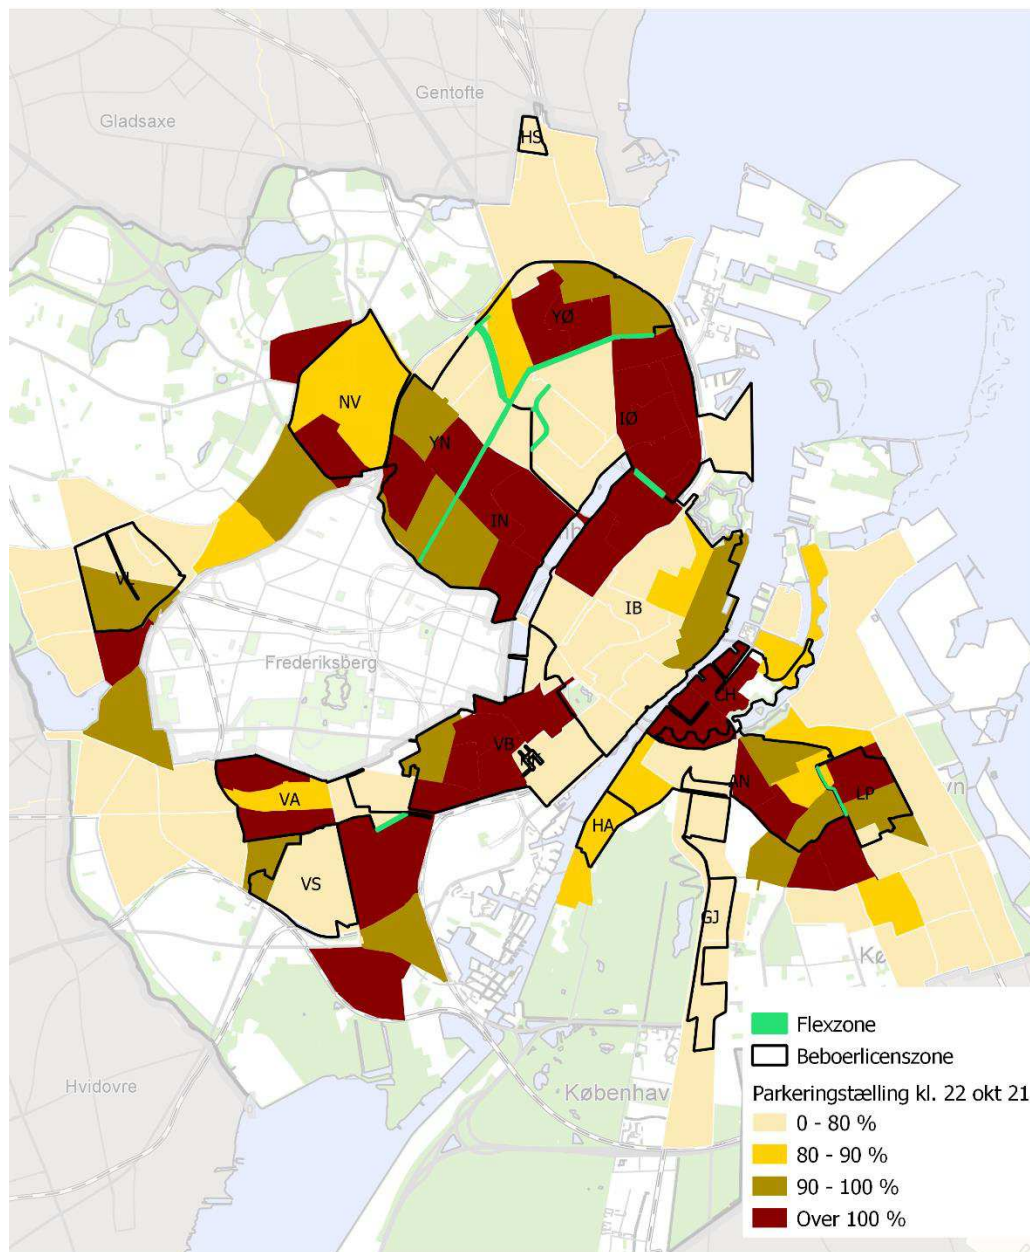 Gentofte
Gladsaxe
HS
YØ
NV
IØ
YN
IN
VL
IB
Frederiksberg
CH
VB
AN
LP
VA
HA
VS
GJ
Flexzone
Beboerlicenszone
Parkeringstælling kl. 22 okt 21
0 - 80 %
80 - 90 %
90 - 100 %
Over 100 %
Hvidovre
Københav